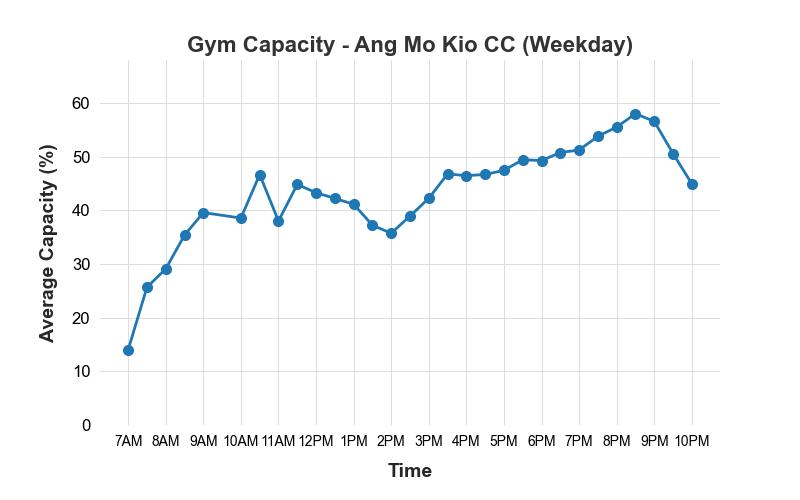 Gym Capacity - Ang Mo Kio CC (Weekday)
Average Capacity (%)
60
50
40
30
20
10
0
7AM 8AM 9AM 10AM 11AM 12PM 1PM 2PM 3PM 4PM 5PM 6PM 7PM 8PM 9PM 10PM
Time